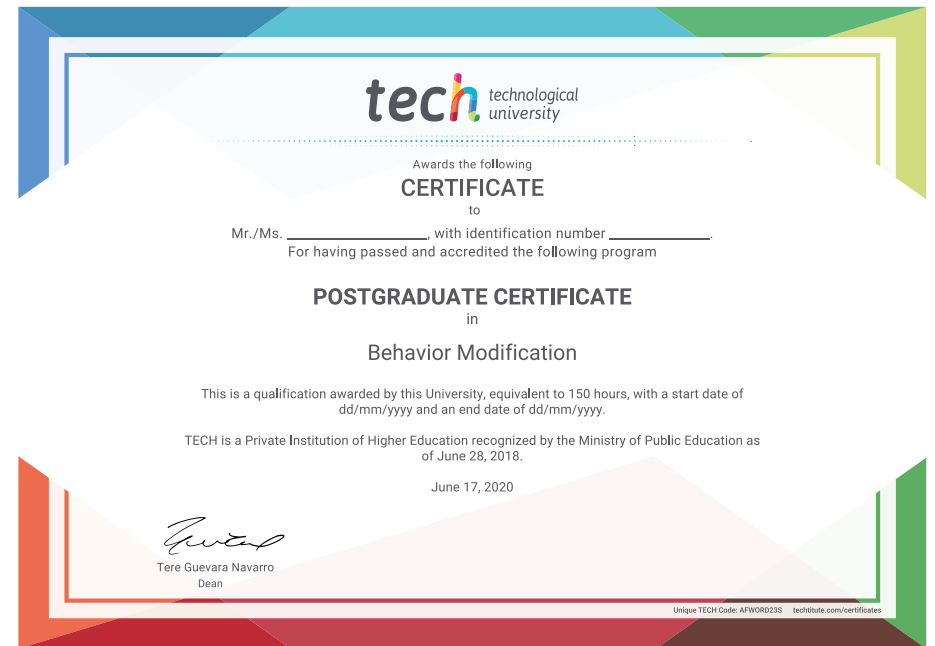 tech technological
university
Awards the following
CERTIFICATE
to
Mr./Ms. ____________________, with identification number ______________.
For having passed and accredited the following program
POSTGRADUATE CERTIFICATE
in
Behavior Modification
This is a qualification awarded by this University, equivalent to 150 hours, with a start date of
dd/mm/yyyy and an end date of dd/mm/yyyy.
TECH is a Private Institution of Higher Education recognized by the Ministry of Public Education as
of June 28, 2018.
June 17, 2020
Tere Guevara Navarro
Dean
Unique TECH Code: AFWORD23S techtitute.com/certificates